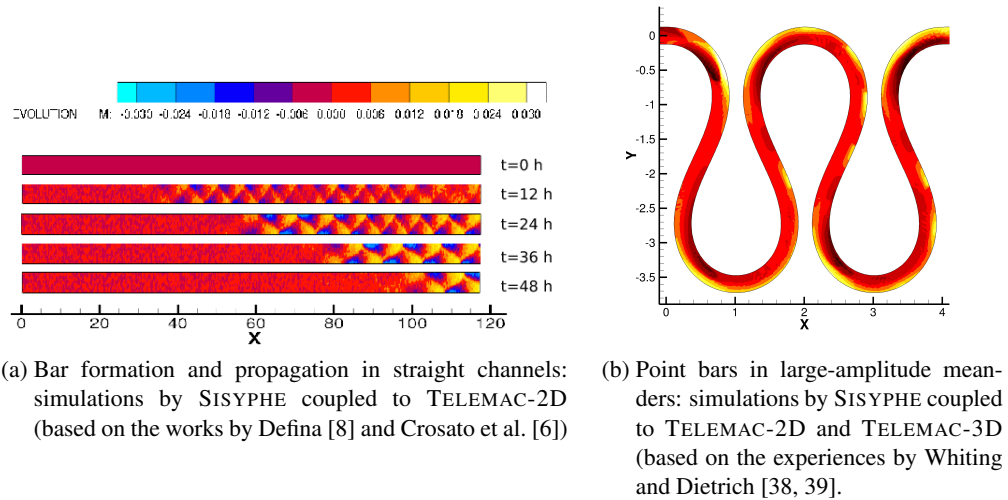 EVOLUTION M: -0.030 -0.024 -0.018 -0.012 -0.006 0.000 0.006 0.012 0.018 0.024 0.030
t=0 h
t=12 h
t=24 h
t=36 h
t=48 h
0 20 40 60 80 100 120
X
(a) Bar formation and propagation in straight channels:
simulations by SISYPHE coupled to TELEMAC-2D
(based on the works by Defina [8] and Crosato et al. [6])
0
-0.5
-1
-1.5
Y
-2
-2.5
-3
-3.5
0 1 2 3 4
X
(b) Point bars in large-amplitude mean-
ders: simulations by SISYPHE coupled
to TELEMAC-2D and TELEMAC-3D
(based on the experiences by Whiting
and Dietrich [38, 39].